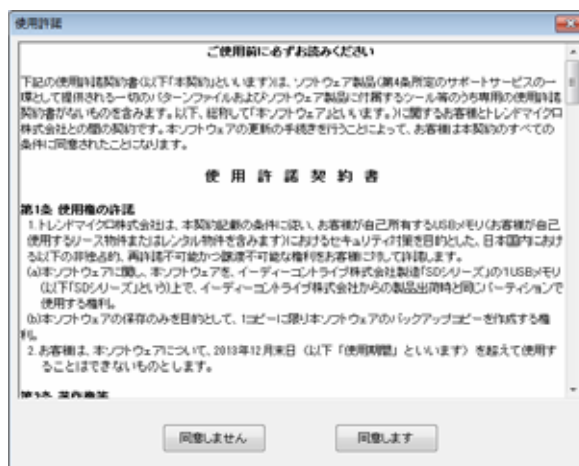 使用許諾
ご使用前に必ずお読みください
下記の使用許諾契約書(以下「本契約」といいます)は、ソフトウェア製品(第4条所定のサポートサービスの一
環として提供される一切のパターンファイルおよびソフトウェア製品に付属するツール等のうち専用の使用許諾
契約書がないものを含みます。以下、総称して「本ソフトウェア」といいます。)に関するお客様とトレンドマイクロ
株式会社との間の契約です。本ソフトウェアの更新の手続きを行うことによって、お客様は本契約のすべての
条件に同意されたことになります。
使 用 許 諾 契 約 書
第1条 使用権の許諾
1.トレンドマイクロ株式会社は、本契約記載の条件に従い、お客様が自己所有するUSBメモリ(お客様が自己
使用するリース物件またはレンタル物件を含みます)におけるセキュリティ対策を目的とした、日本国内におけ
る以下の非独占的、再許諾不可能かつ譲渡不可能な権利をお客様に対して許諾します。
(a)本ソフトウェアに関し、本ソフトウェアを、イーディーコントライブ株式会社製造「SDシリーズ」の1USBメモリ
(以下「SDシリーズ」という)上で、イーディーコントライブ株式会社からの製品出荷時と同じパーティションで
使用する権利。
(b)本ソフトウェアの保存のみを目的として、1コピーに限り本ソフトウェアのバックアップコピーを作成する権
利。
2.お客様は、本ソフトウェアについて、2013年12月末日（以下「使用期間」といいます）を超えて使用す
ることはできないものとします。
第2条 著作権等
同意しません
同意します